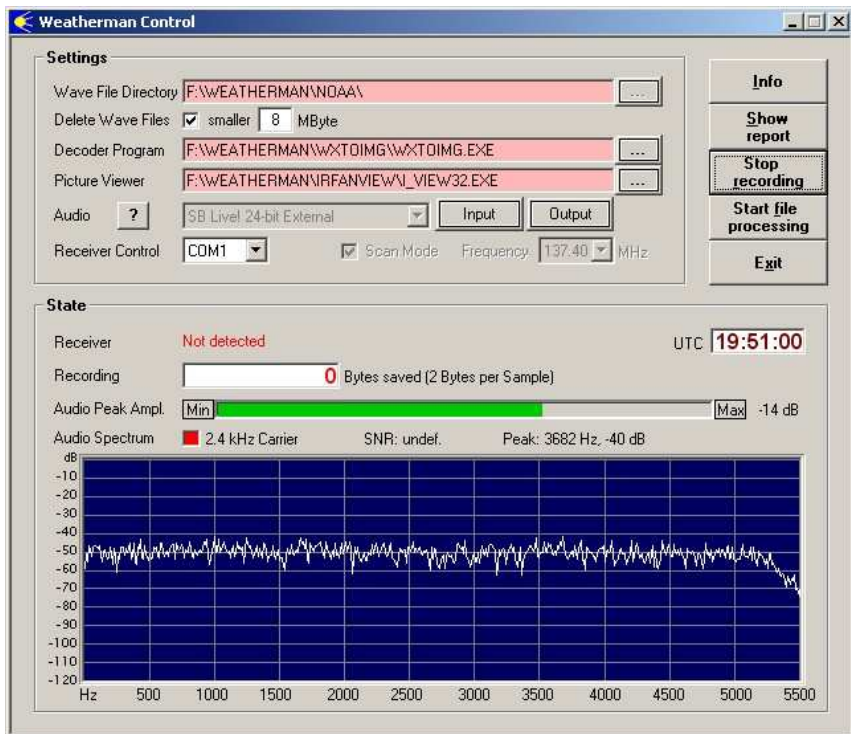 Weatherman Control
Settings
Wave File Directory F:\WEATHERMAN\NOAA\ ...
Delete Wave Files smaller 8 MByte
Decoder Program F:\WEATHERMAN\WXTOIMG\WXTOIMG.EXE ...
Picture Viewer F:\WEATHERMAN\IRFANVIEW\I_VIEW32.EXE ...
Audio ? SB Live! 24-bit External Input Output
Receiver Control COM1 Scan Mode Frequency 137.40 MHz
Info
Show
report
Stop
recording
Start file
processing
Exit
State
Receiver Not detected UTC 19:51:00
Recording 0 Bytes saved (2 Bytes per Sample)
Audio Peak Ampl. Min Max -14 dB
Audio Spectrum 2.4 kHz Carrier SNR: undef. Peak: 3682 Hz, -40 dB
dB
-10
-20
-30
-40
-50
-60
-70
-80
-90
-100
-110
-120
Hz 500 1000 1500 2000 2500 3000 3500 4000 4500 5000 5500